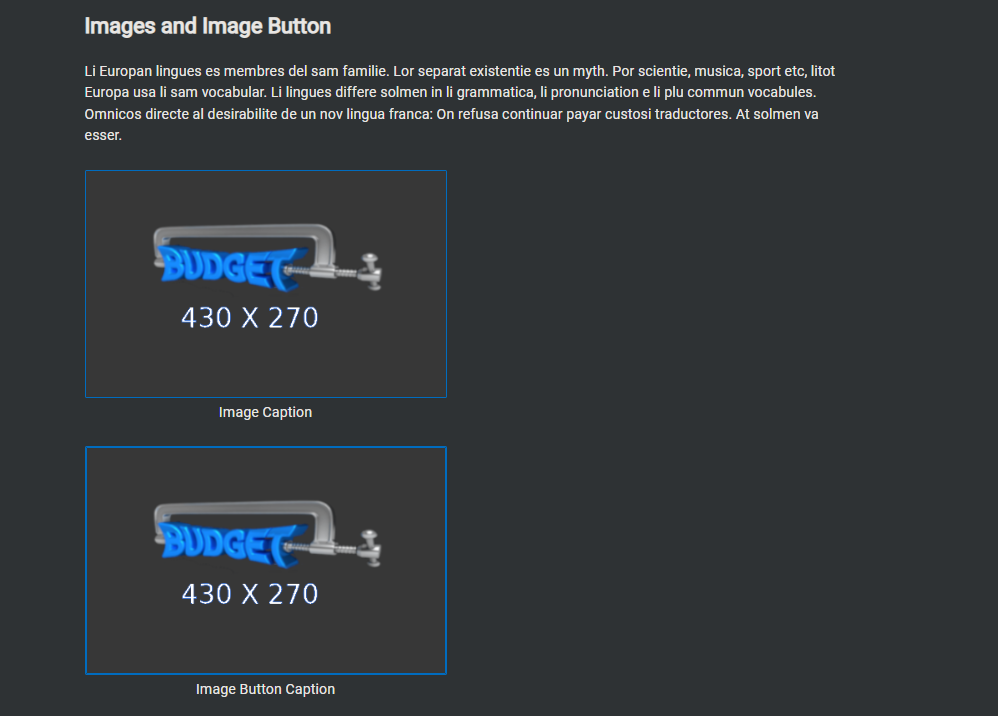 Images and Image Button
Li Europan lingues es membres del sam familie. Lor separat existentie es un myth. Por scientie, musica, sport etc, litot
Europa usa li sam vocabular. Li lingues differe solmen in li grammatica, li pronunciation e li plu commun vocabules.
Omnicos directe al desirabilite de un nov lingua franca: On refusa continuar payar custosi traductores. At solmen va
esser.
BUDGET
430 X 270
Image Caption
BUDGET
430 X 270
Image Button Caption